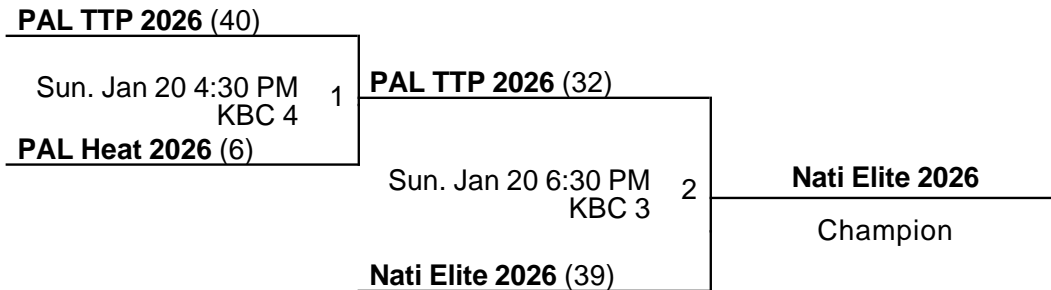 PAL TTP 2026 (40)
Sun. Jan 20 4:30 PM
KBC 4
1
PAL Heat 2026 (6)
PAL TTP 2026 (32)
Sun. Jan 20 6:30 PM
KBC 3
2
Nati Elite 2026 (39)
Nati Elite 2026
Champion